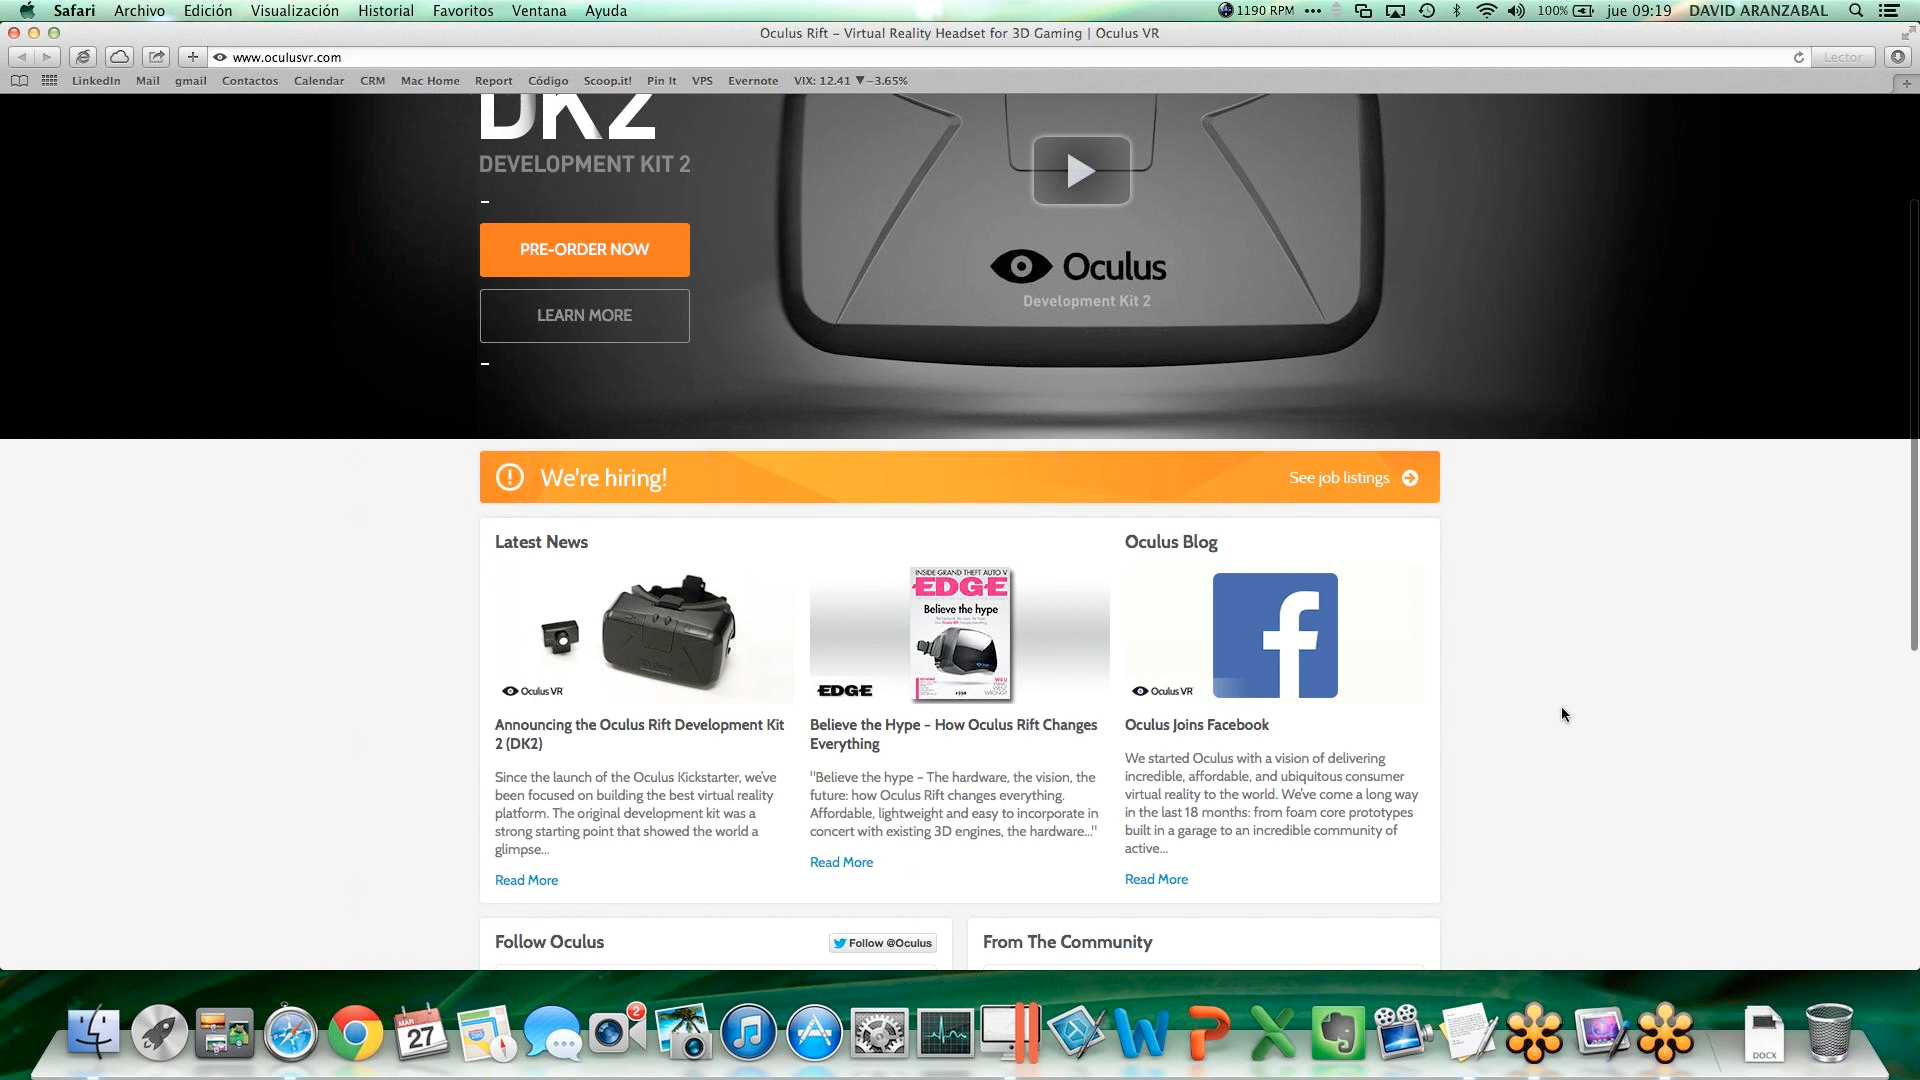 Safari Archivo Edición Visualización Historial Favoritos Ventana Ayuda 1190 RPM 100% jue 09:19 DAVID ARANZABAL
Oculus Rift – Virtual Reality Headset for 3D Gaming | Oculus VR
www.oculusvr.com Lector
LinkedIn Mail gmail Contactos Calendar CRM Mac Home Report Código Scoop.it! Pin It VPS Evernote VIX: 12.41 ▼−3.65%
DK2
DEVELOPMENT KIT 2
–
PRE-ORDER NOW
LEARN MORE
–
Oculus
Development Kit 2
We're hiring! See job listings
Latest News
Oculus Blog
INSIDE GRAND THEFT AUTO V
EDGE
Believe the hype
Oculus VR
EDGE
Oculus VR
Announcing the Oculus Rift Development Kit
2 (DK2)
Since the launch of the Oculus Kickstarter, we've
been focused on building the best virtual reality
platform. The original development kit was a
strong starting point that showed the world a
glimpse...
Read More
Believe the Hype – How Oculus Rift Changes
Everything
"Believe the hype – The hardware, the vision, the
future: how Oculus Rift changes everything.
Affordable, lightweight and easy to incorporate in
concert with existing 3D engines, the hardware..."
Read More
Oculus Joins Facebook
We started Oculus with a vision of delivering
incredible, affordable, and ubiquitous consumer
virtual reality to the world. We've come a long way
in the last 18 months: from foam core prototypes
built in a garage to an incredible community of
active...
Read More
Follow Oculus
Follow @Oculus
From The Community
MAR
27
2
DOCX